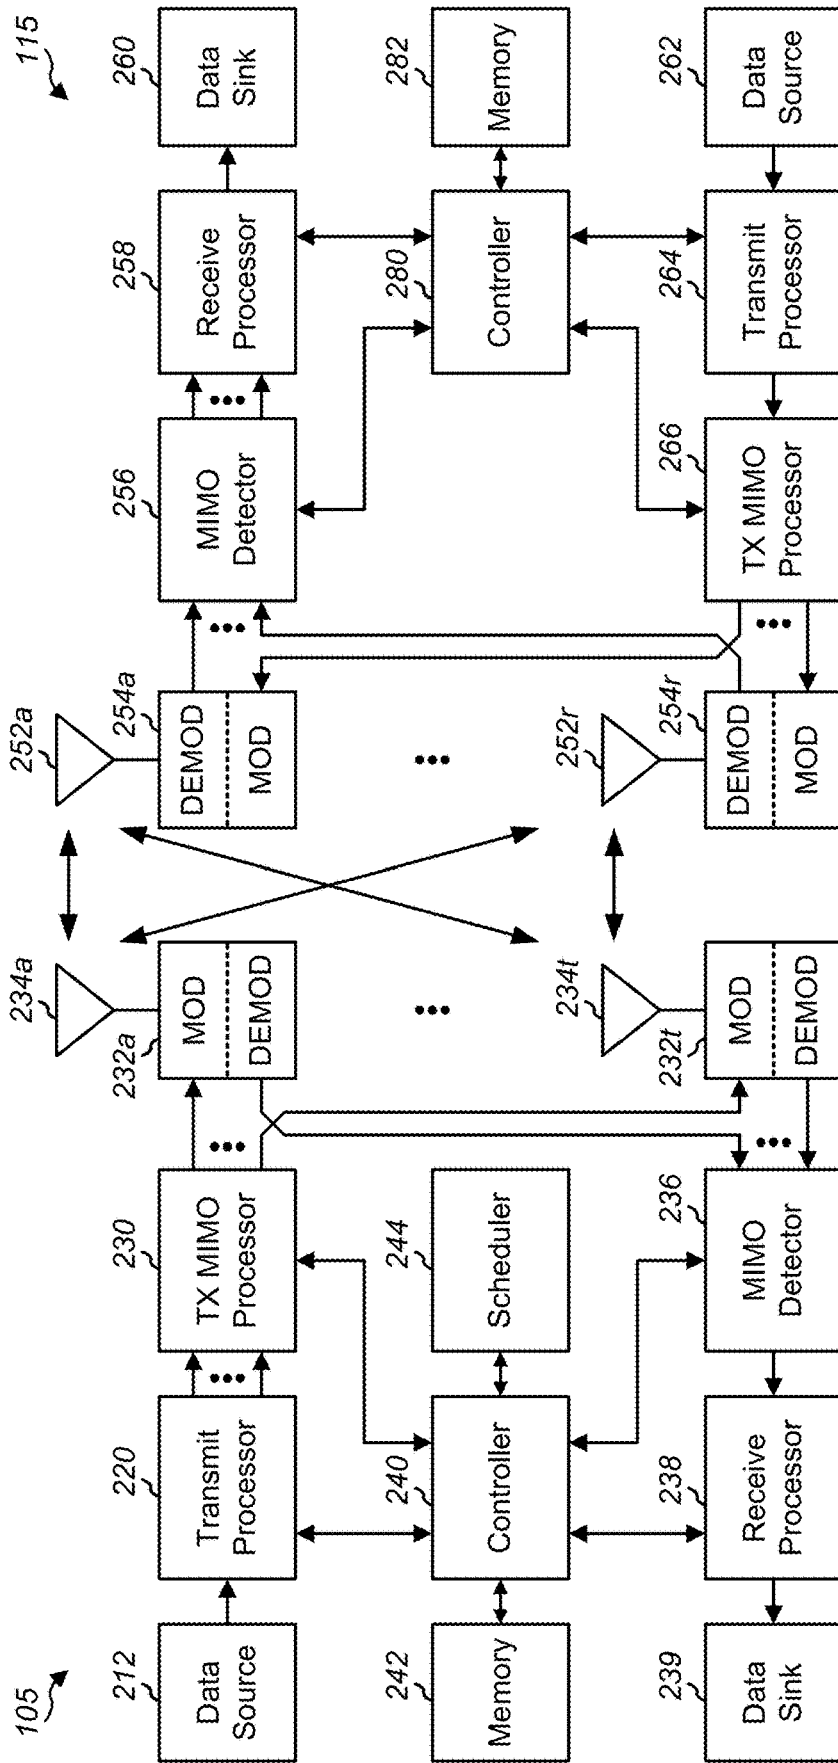 105
115
212
Data
Source
220
Transmit
Processor
230
TX MIMO
Processor
234a
232a
MOD
DEMOD
252a
254a
DEMOD
MOD
256
MIMO
Detector
258
Receive
Processor
260
Data
Sink
242
Memory
240
Controller
244
Scheduler
280
Controller
282
Memory
239
Data
Sink
238
Receive
Processor
236
MIMO
Detector
234t
232t
MOD
DEMOD
252r
254r
DEMOD
MOD
266
TX MIMO
Processor
264
Transmit
Processor
262
Data
Source